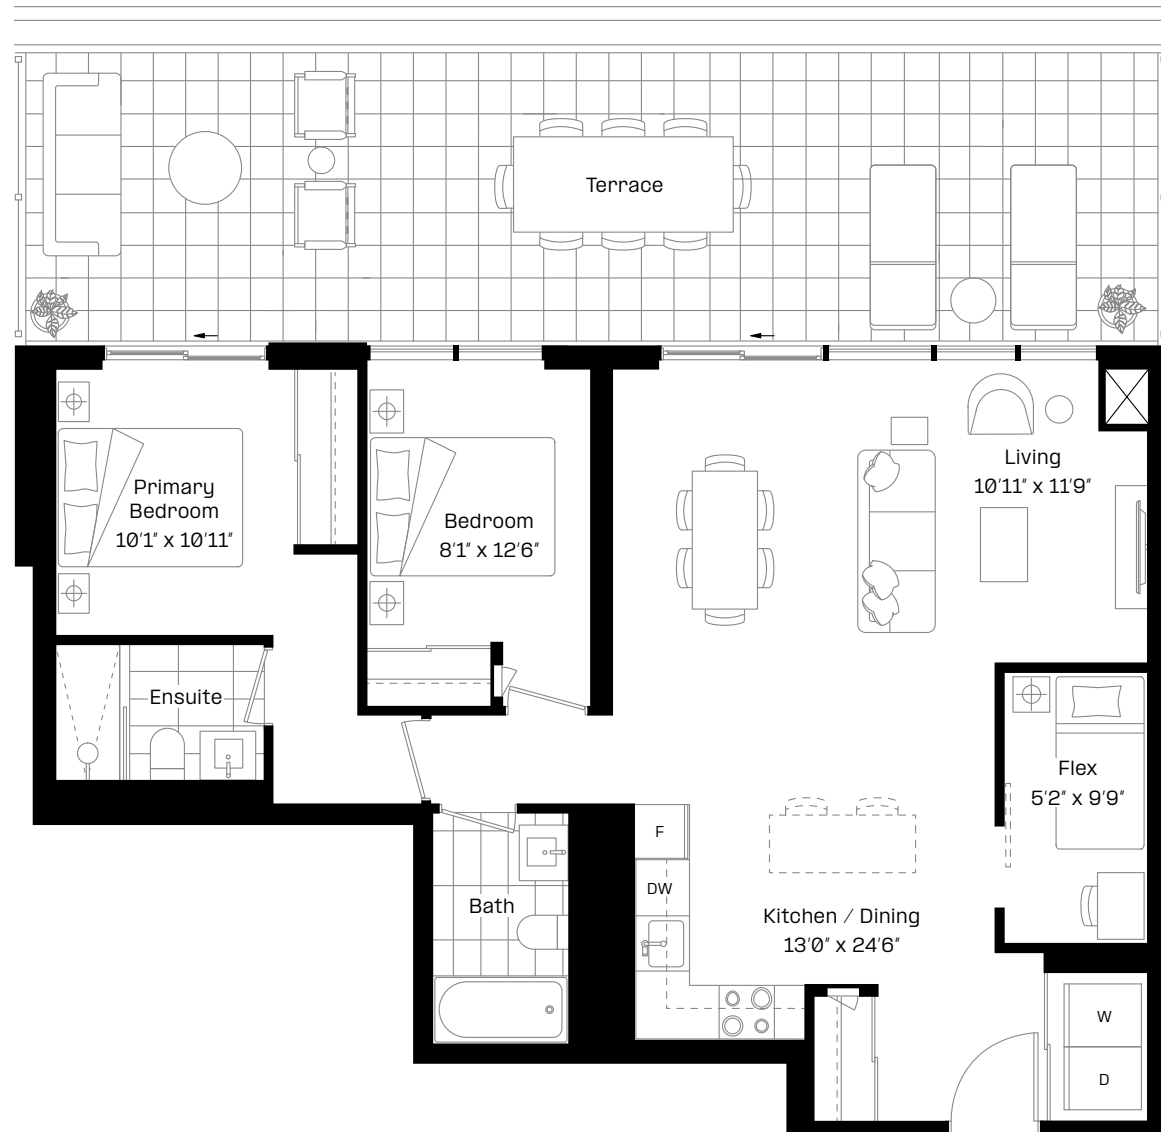 Terrace
Living
10'11" x 11'9"
Primary
Bedroom
10'1" x 10'11"
Bedroom
8'1" x 12'6"
Ensuite
Flex
5'2" x 9'9"
F
DW
Bath
Kitchen / Dining
13'0" x 24'6"
W
D